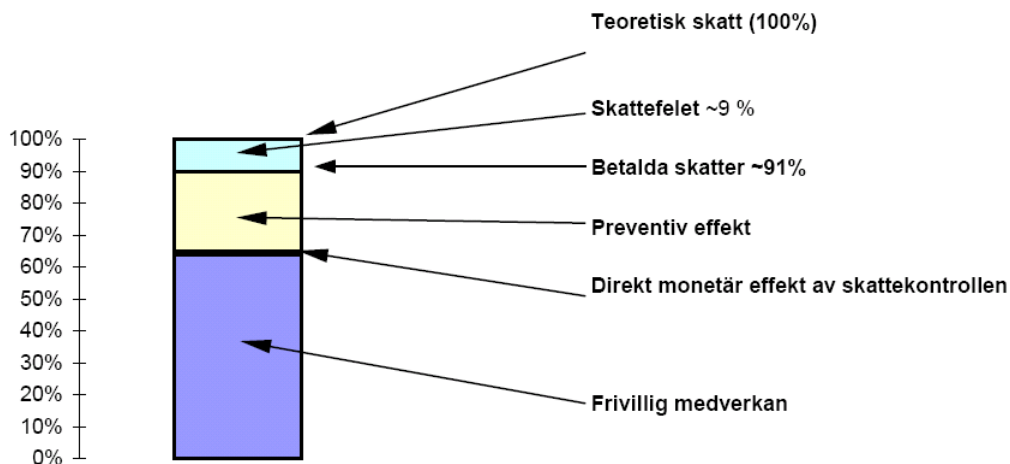 Teoretisk skatt (100%)
Skattefelet ~9 %
Betalda skatter ~91%
Preventiv effekt
Direkt monetär effekt av skattekontrollen
Frivillig medverkan
100%
90%
80%
70%
60%
50%
40%
30%
20%
10%
0%